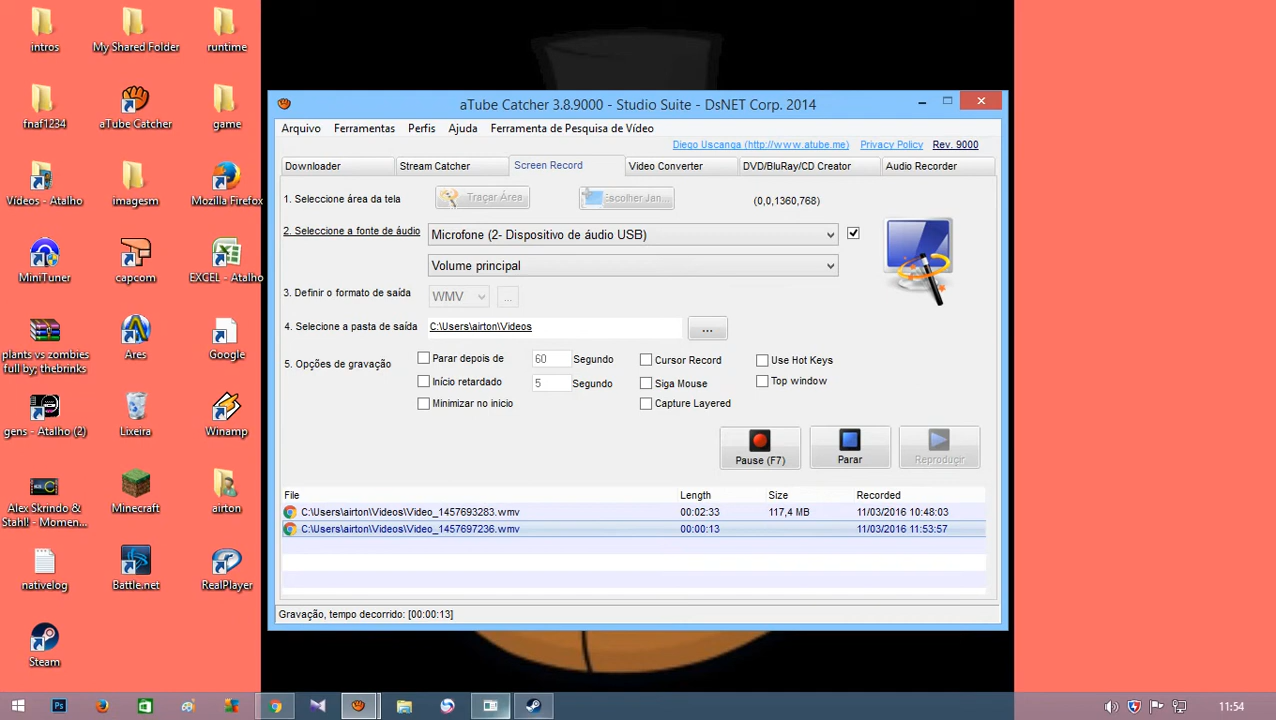 intros
My Shared Folder
runtime
fnaf1234
aTube Catcher
game
Vídeos - Atalho
imagesm
Mozilla Firefox
MiniTuner
capcom
EXCEL - Atalho
plants vs zombies
full by; thebrinks
Ares
Google
gens - Atalho (2)
Lixeira
Winamp
Alex Skrindo &
Stahl! - Momen...
Minecraft
airton
nativelog
Battle.net
RealPlayer
Steam
aTube Catcher 3.8.9000 - Studio Suite - DsNET Corp. 2014
Arquivo Ferramentas Perfis Ajuda Ferramenta de Pesquisa de Vídeo
Diego Uscanga (http://www.atube.me) Privacy Policy Rev. 9000
Downloader Stream Catcher Screen Record Video Converter DVD/BluRay/CD Creator Audio Recorder
1. Seleccione área da tela Traçar Área Escolher Jan... (0,0,1360,768)
2. Seleccione a fonte de áudio Microfone (2- Dispositivo de áudio USB)
Volume principal
3. Definir o formato de saída WMV ...
4. Selecione a pasta de saída C:\Users\airton\Videos ...
5. Opções de gravação Parar depois de 60 Segundo Cursor Record Use Hot Keys
Início retardado 5 Segundo Siga Mouse Top window
Minimizar no inicio Capture Layered
Pause (F7) Parar Reproduçir
File Length Size Recorded
C:\Users\airton\Videos\Video_1457693283.wmv 00:02:33 117,4 MB 11/03/2016 10:48:03
C:\Users\airton\Videos\Video_1457697236.wmv 00:00:13 11/03/2016 11:53:57
Gravação, tempo decorrido: [00:00:13]
Ps
11:54